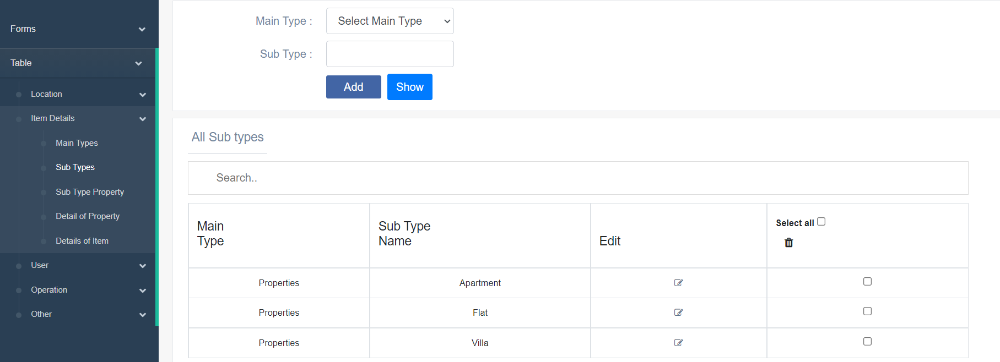 Forms
Table
Location
Item Details
Main Types
Sub Types
Sub Type Property
Detail of Property
Details of Item
User
Operation
Other
Main Type :
Select Main Type
Sub Type :
Add
Show
All Sub types
Search..
Main
Type
Sub Type
Name
Edit
Select all
Properties
Apartment
Properties
Flat
Properties
Villa